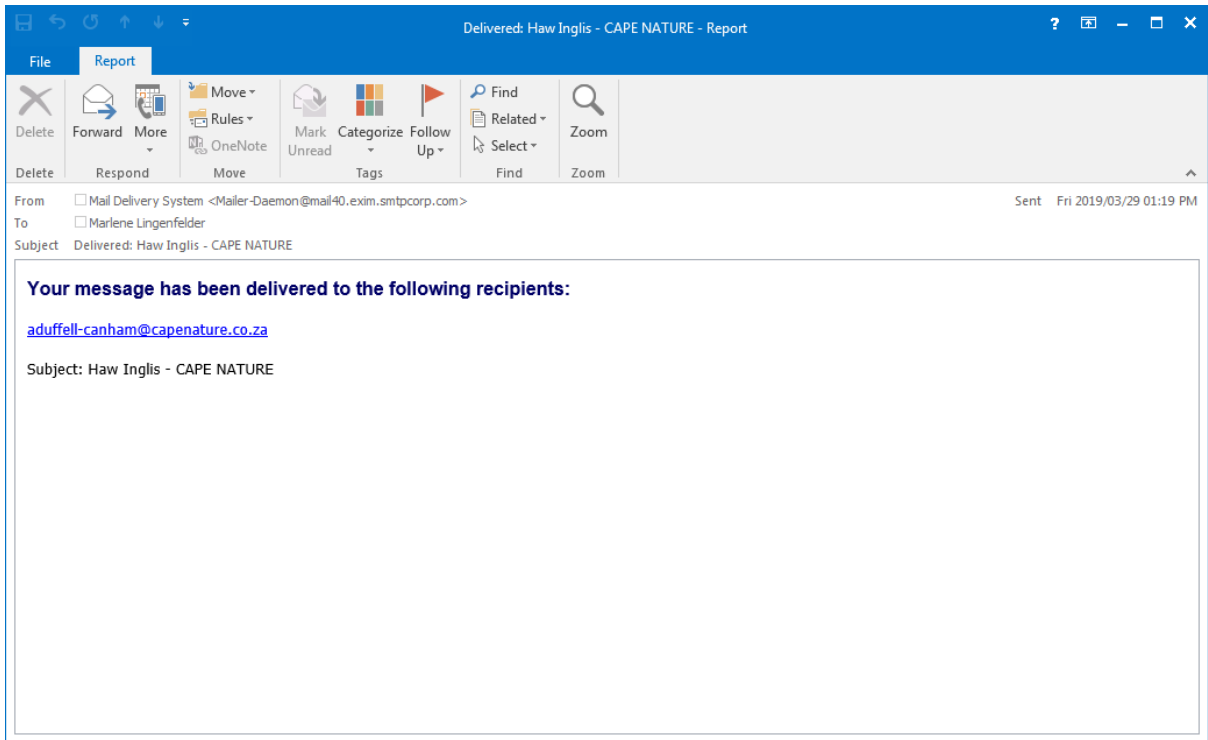 Delivered: Haw Inglis - CAPE NATURE - Report
?
File Report
Delete
Forward
More
Move
Rules
OneNote
Mark Unread
Categorize
Follow Up
Find
Related
Select
Zoom
Delete Respond Move Tags Find Zoom
From Mail Delivery System <Mailer-Daemon@mail40.exim.smtpcorp.com> Sent Fri 2019/03/29 01:19 PM
To Marlene Lingenfelder
Subject Delivered: Haw Inglis - CAPE NATURE
Your message has been delivered to the following recipients:
aduffell-canham@capenature.co.za
Subject: Haw Inglis - CAPE NATURE